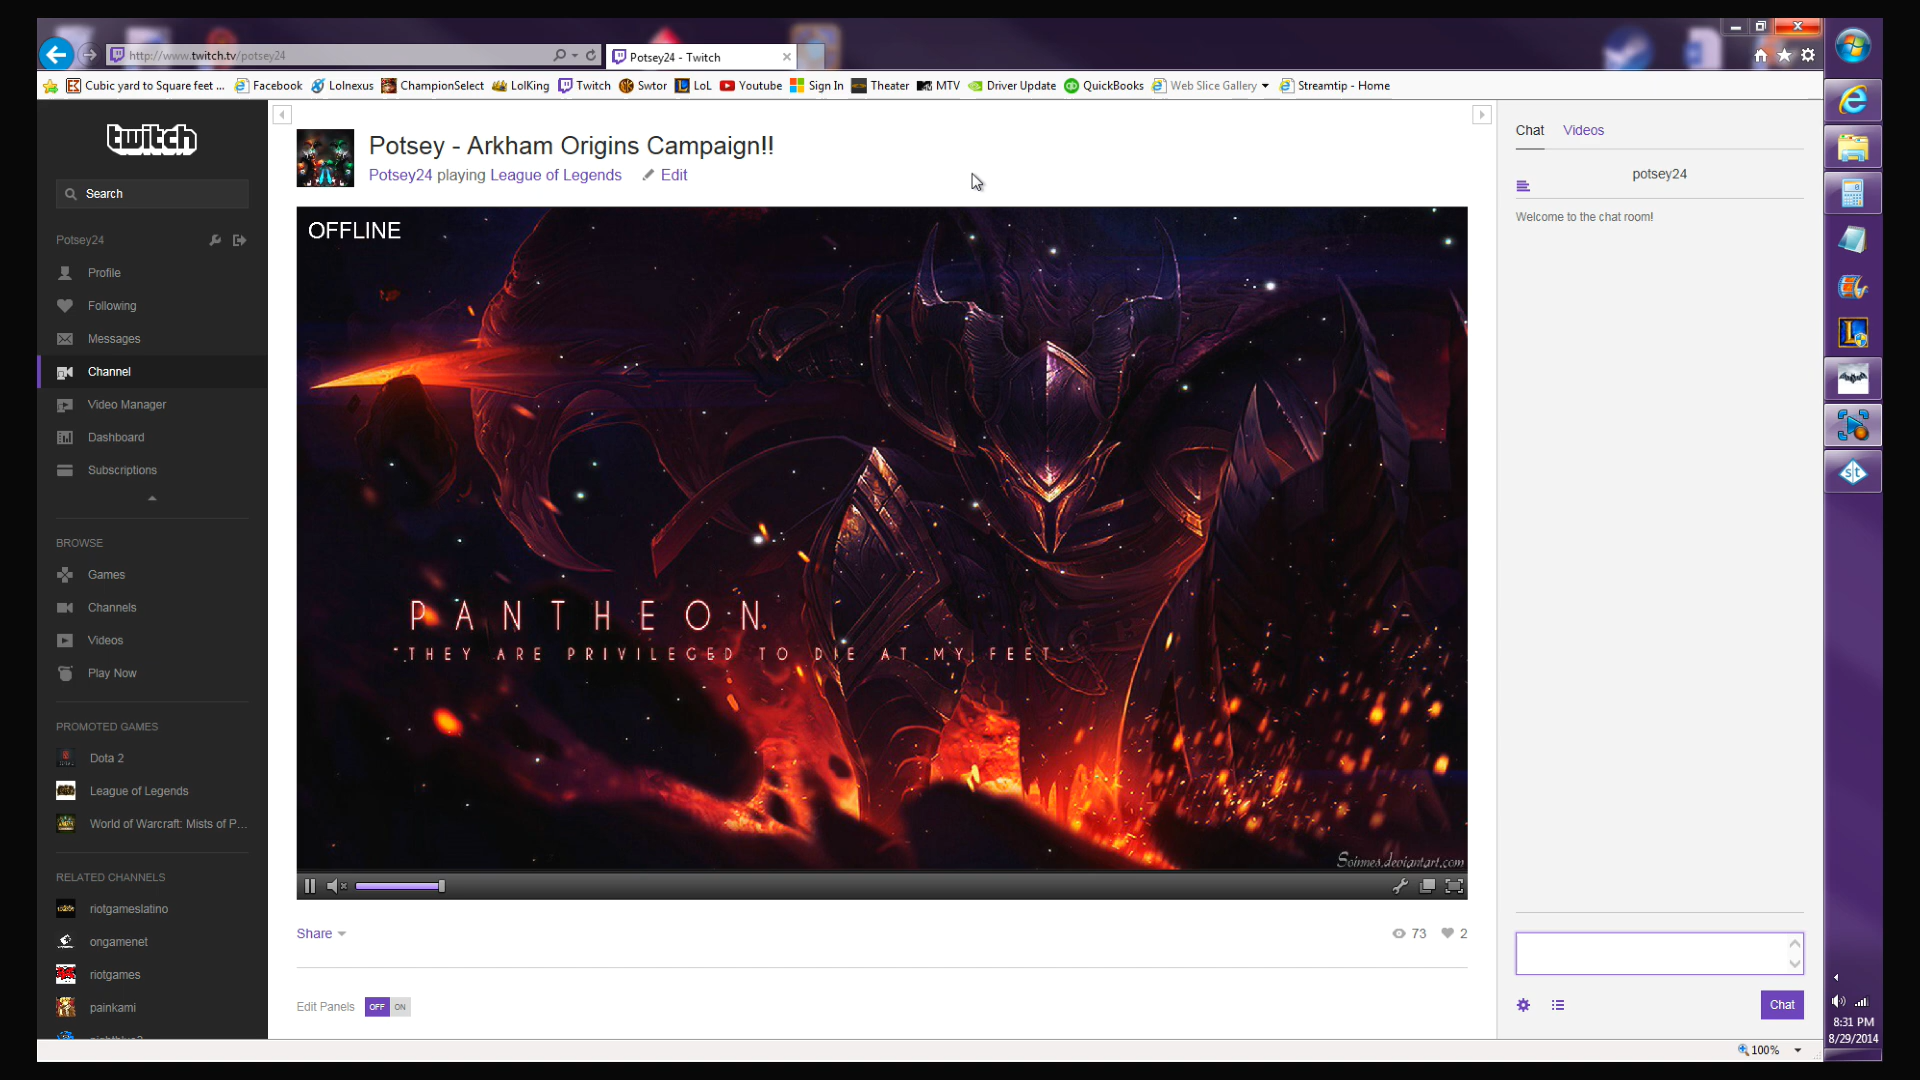 http://www.twitch.tv/potsey24
Potsey24 - Twitch
Cubic yard to Square feet ...
Facebook
Lolnexus
ChampionSelect
LolKing
Twitch
Swtor
LoL
Youtube
Sign In
Theater
MTV
Driver Update
QuickBooks
Web Slice Gallery
Streamtip - Home
twitch
Search
Potsey24
Profile
Following
Messages
Channel
Video Manager
Dashboard
Subscriptions
BROWSE
Games
Channels
Videos
Play Now
PROMOTED GAMES
Dota 2
League of Legends
World of Warcraft: Mists of P...
RELATED CHANNELS
riotgameslatino
ongamenet
riotgames
painkami
Potsey - Arkham Origins Campaign!!
Potsey24 playing League of Legends
Edit
OFFLINE
PANTHEON
"THEY ARE PRIVILEGED TO DIE AT MY FEET"
Soinnes.deviantart.com
Share
73
2
Edit Panels
OFF ON
Chat
Videos
potsey24
Welcome to the chat room!
Chat
100%
8:31 PM
8/29/2014